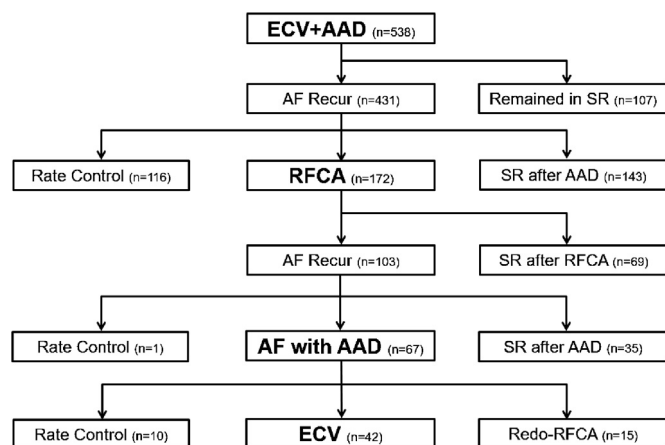 ECV+AAD (n=538)
AF Recur (n=431)
Remained in SR (n=107)
Rate Control (n=116)
RFCA (n=172)
SR after AAD (n=143)
AF Recur (n=103)
SR after RFCA (n=69)
Rate Control (n=1)
AF with AAD (n=67)
SR after AAD (n=35)
Rate Control (n=10)
ECV (n=42)
Redo-RFCA (n=15)